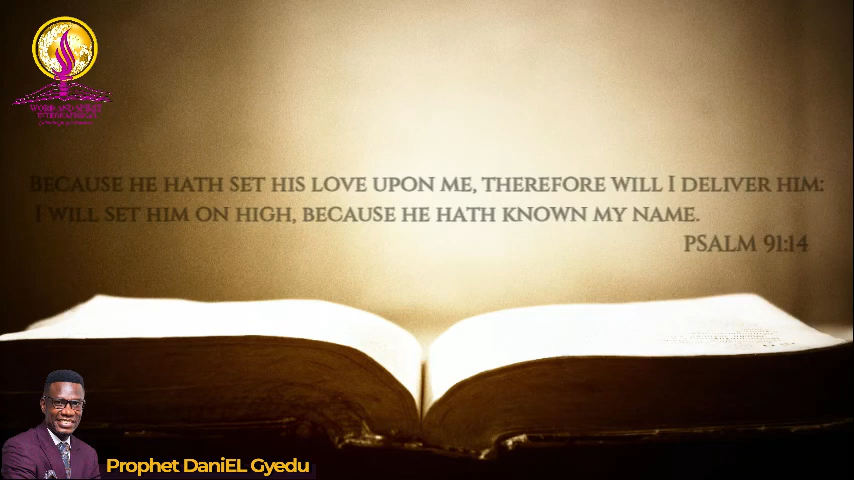 WORD AND SPIRIT
INTERNATIONAL
BECAUSE HE HATH SET HIS LOVE UPON ME, THEREFORE WILL I DELIVER HIM:
I WILL SET HIM ON HIGH, BECAUSE HE HATH KNOWN MY NAME.
PSALM 91:14
Prophet DaniEL Gyedu